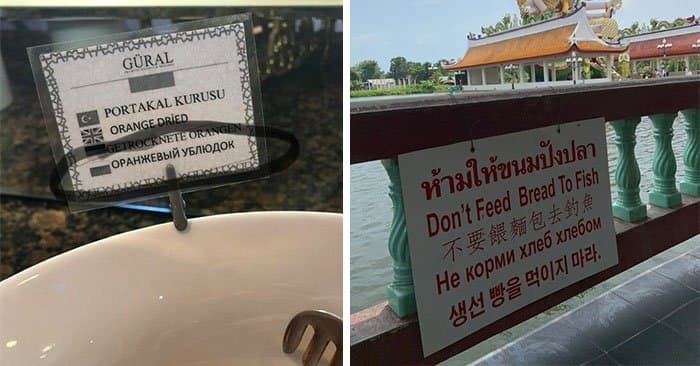 GÜRAL
PORTAKAL KURUSU
ORANGE DRİED
GETROCKNETE ORANGEN
ОРАНЖЕВЫЙ УБЛЮДОК
ห้ามให้ขนมปังปลา
Don't Feed Bread To Fish
不要餵麵包去釣魚
Не корми хлеб хлебом
생선 빵을 먹이지 마라.